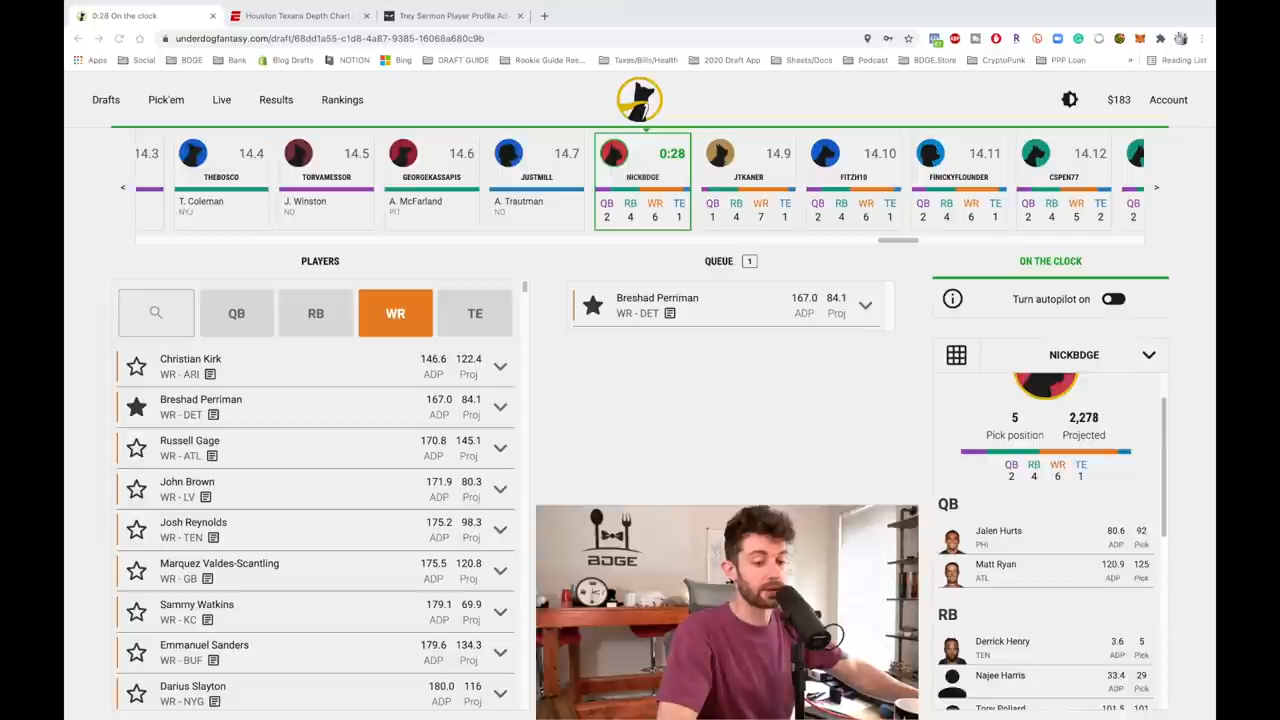 0:28 On the clock
Houston Texans Depth Chart
Trey Sermon Player Profile Adv
underdogfantasy.com/draft/68dd1a55-c1d8-4a87-9385-16068a680c9b
Apps Social BDGE Bank Blog Drafts NOTION Bing DRAFT GUIDE Rookie Guide Res... Taxes/Bills/Health 2020 Draft App Sheets/Docs Podcast BDGE.Store CryptoPunk PPP Loan » Reading List
Drafts Pick'em Live Results Rankings $183 Account
14.3 14.4 14.5 14.6 14.7 0:28 14.9 14.10 14.11 14.12
THEBOSCO TORVAMESSOR GEORGEKASSAPIS JUSTMILL NICKBDGE JTKANER FITZH10 FINICKYFLOUNDER CSPEN77
T. Coleman J. Winston A. McFarland A. Trautman QB RB WR TE QB RB WR TE QB RB WR TE QB RB WR TE QB RB WR TE QB
NYJ NO PIT NO 2 4 6 1 1 4 7 1 2 4 6 1 2 4 6 1 2 4 5 2 2
PLAYERS
QUEUE 1
ON THE CLOCK
QB RB WR TE
Christian Kirk 146.6 122.4
WR - ARI ADP Proj
Breshad Perriman 167.0 84.1
WR - DET ADP Proj
Russell Gage 170.8 145.1
WR - ATL ADP Proj
John Brown 171.9 80.3
WR - LV ADP Proj
Josh Reynolds 175.2 98.3
WR - TEN ADP Proj
Marquez Valdes-Scantling 175.5 120.8
WR - GB ADP Proj
Sammy Watkins 179.1 69.9
WR - KC ADP Proj
Emmanuel Sanders 179.6 134.3
WR - BUF ADP Proj
Darius Slayton 180.0 116
WR - NYG ADP Proj
Breshad Perriman 167.0 84.1
WR - DET ADP Proj
BDGE
Turn autopilot on
NICKBDGE
5 2,278
Pick position Projected
QB RB WR TE
2 4 6 1
QB
Jalen Hurts 80.6 92
PHI ADP Pick
Matt Ryan 120.9 125
ATL ADP Pick
RB
Derrick Henry 3.6 5
TEN ADP Pick
Najee Harris 33.4 29
ADP Pick
Tony Pollard 101.5 101